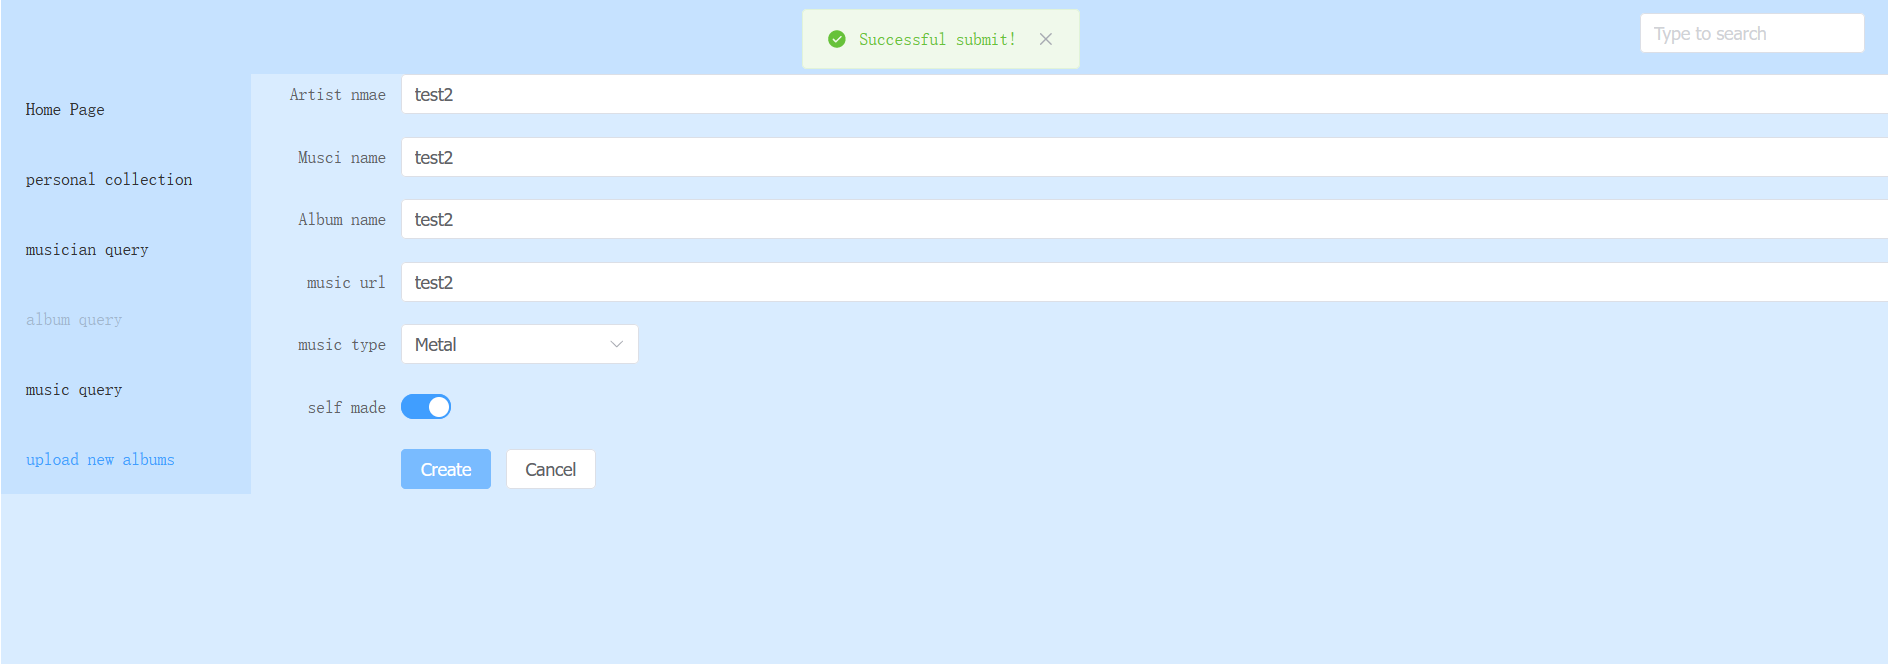 Successful submit!
Type to search
Home Page
personal collection
musician query
album query
music query
upload new albums
Artist nmae test2
Musci name test2
Album name test2
music url test2
music type Metal
self made
Create Cancel